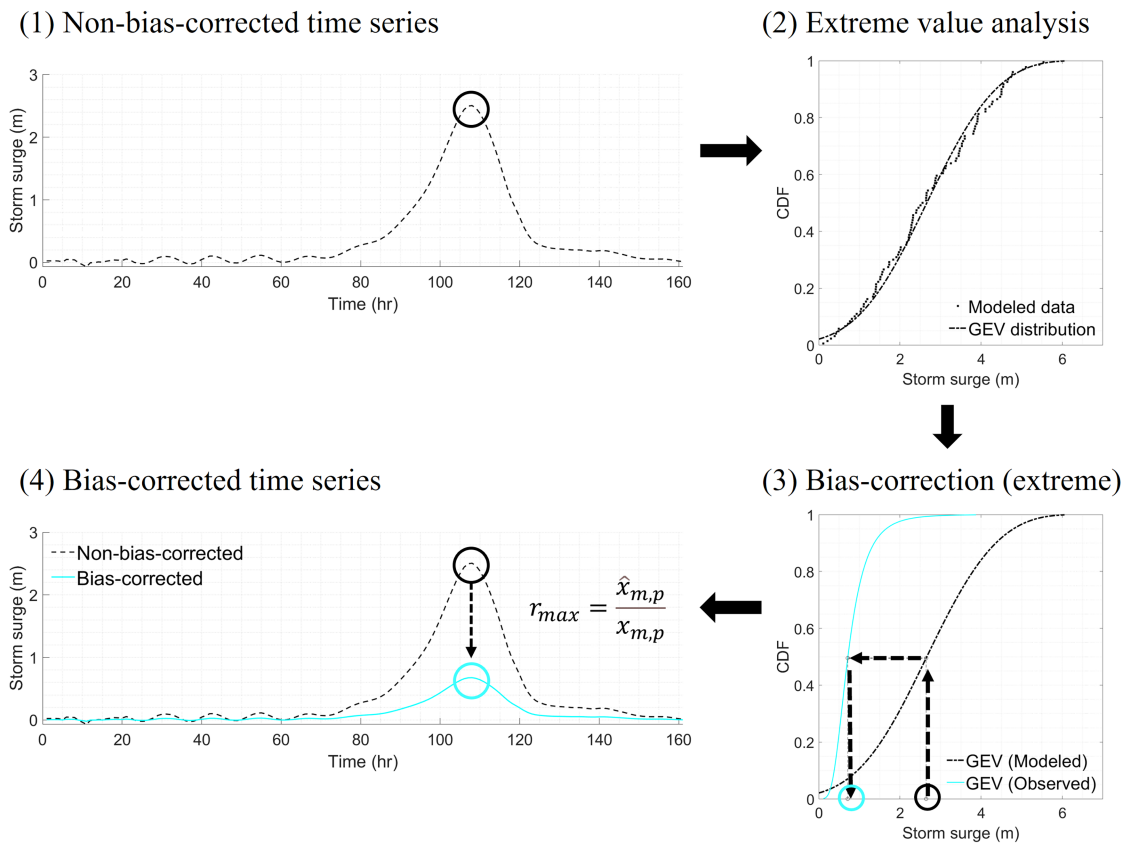 (1) Non-bias-corrected time series
3
2
1
0
Storm surge (m)
0 20 40 60 80 100 120 140 160
Time (hr)
(2) Extreme value analysis
1
0.8
0.6
0.4
0.2
0
CDF
Modeled data
GEV distribution
0 2 4 6
Storm surge (m)
(3) Bias-correction (extreme)
1
0.8
0.6
0.4
0.2
0
CDF
GEV (Modeled)
GEV (Observed)
0 2 4 6
Storm surge (m)
(4) Bias-corrected time series
3
2
1
0
Storm surge (m)
Non-bias-corrected
Bias-corrected
r_max = x̂_m,p / x_m,p
0 20 40 60 80 100 120 140 160
Time (hr)